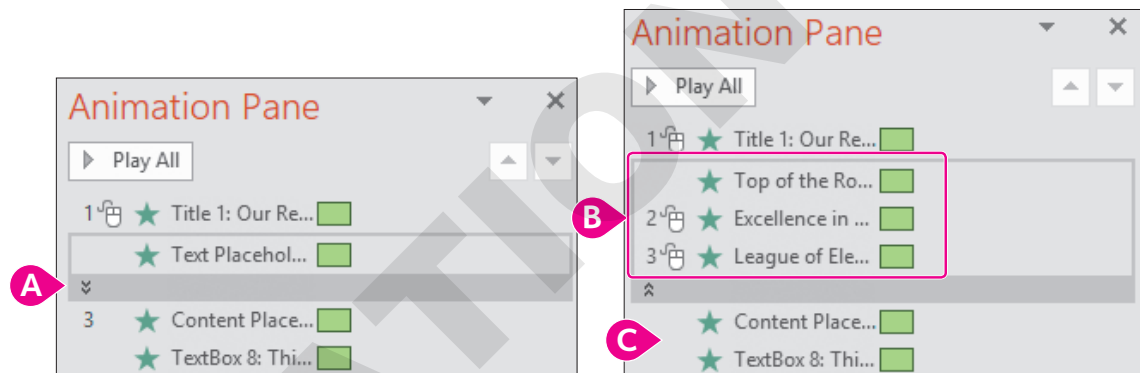 Animation Pane
Play All
1 Title 1: Our Re...
Text Placehol...
A
3 Content Place...
TextBox 8: Thi...
Animation Pane
Play All
1 Title 1: Our Re...
Top of the Ro...
B
2 Excellence in ...
3 League of Ele...
Content Place...
C
TextBox 8: Thi...